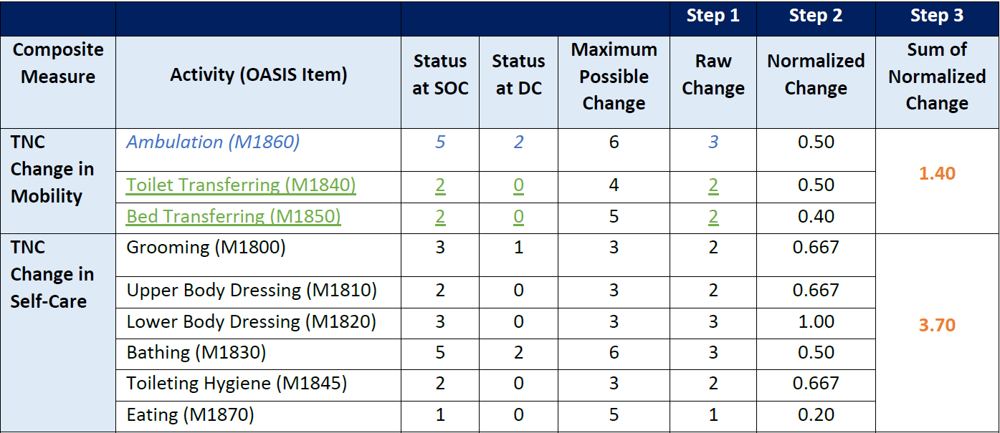 Step 1 Step 2 Step 3
Composite Measure Activity (OASIS Item) Status at SOC Status at DC Maximum Possible Change Raw Change Normalized Change Sum of Normalized Change
TNC Change in Mobility Ambulation (M1860) 5 2 6 3 0.50 1.40
Toilet Transferring (M1840) 2 0 4 2 0.50
Bed Transferring (M1850) 2 0 5 2 0.40
TNC Change in Self-Care Grooming (M1800) 3 1 3 2 0.667 3.70
Upper Body Dressing (M1810) 2 0 3 2 0.667
Lower Body Dressing (M1820) 3 0 3 3 1.00
Bathing (M1830) 5 2 6 3 0.50
Toileting Hygiene (M1845) 2 0 3 2 0.667
Eating (M1870) 1 0 5 1 0.20